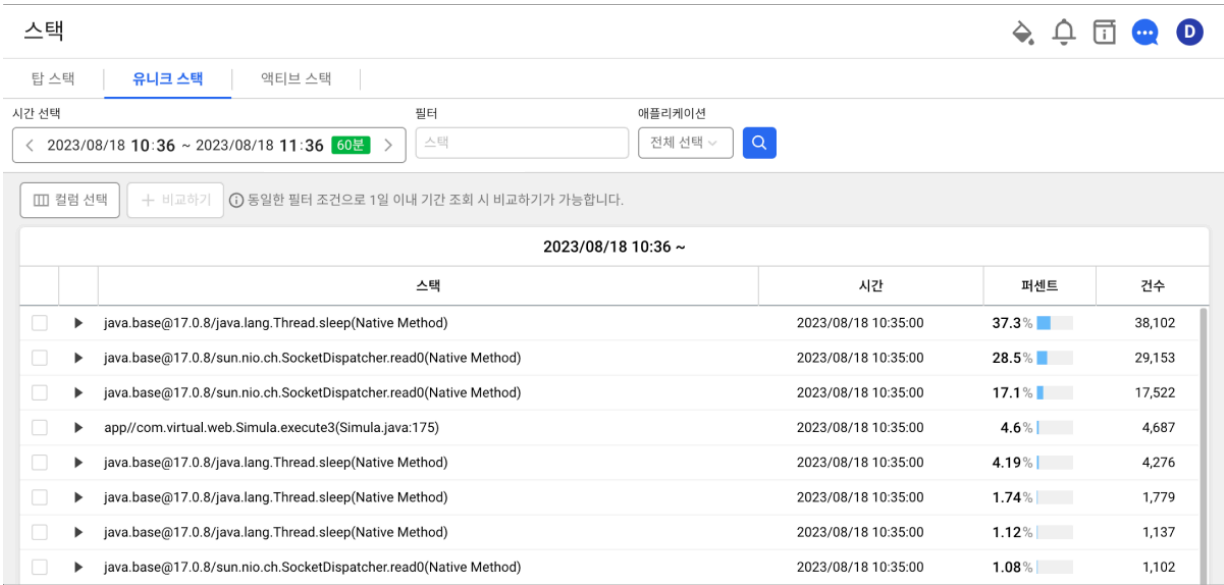 스택
D
탑 스택 유니크 스택 액티브 스택
시간 선택 필터 애플리케이션
2023/08/18 10:36 ~ 2023/08/18 11:36 60분 스택 전체 선택
컬럼 선택 + 비교하기 동일한 필터 조건으로 1일 이내 기간 조회 시 비교하기가 가능합니다.
2023/08/18 10:36 ~
스택 시간 퍼센트 건수
java.base@17.0.8/java.lang.Thread.sleep(Native Method) 2023/08/18 10:35:00 37.3% 38,102
java.base@17.0.8/sun.nio.ch.SocketDispatcher.read0(Native Method) 2023/08/18 10:35:00 28.5% 29,153
java.base@17.0.8/sun.nio.ch.SocketDispatcher.read0(Native Method) 2023/08/18 10:35:00 17.1% 17,522
app//com.virtual.web.Simula.execute3(Simula.java:175) 2023/08/18 10:35:00 4.6% 4,687
java.base@17.0.8/java.lang.Thread.sleep(Native Method) 2023/08/18 10:35:00 4.19% 4,276
java.base@17.0.8/java.lang.Thread.sleep(Native Method) 2023/08/18 10:35:00 1.74% 1,779
java.base@17.0.8/java.lang.Thread.sleep(Native Method) 2023/08/18 10:35:00 1.12% 1,137
java.base@17.0.8/sun.nio.ch.SocketDispatcher.read0(Native Method) 2023/08/18 10:35:00 1.08% 1,102